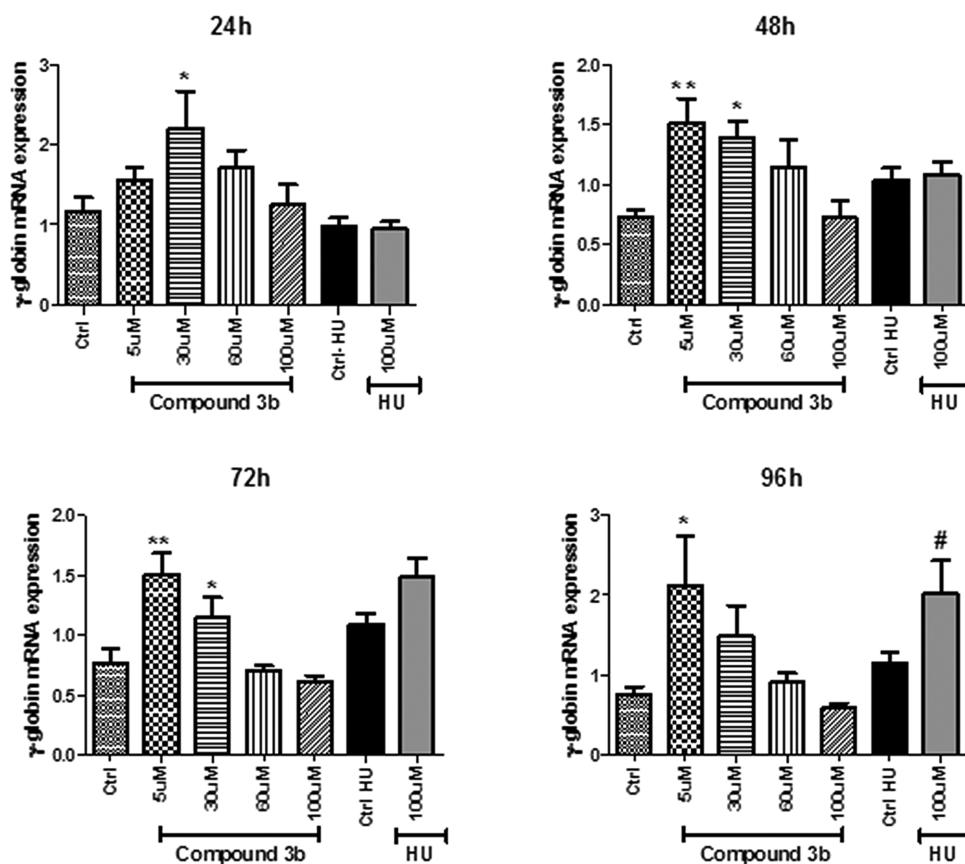 24h
γ-globin mRNA expression
3
2
1
0
*
Ctrl
5uM
30uM
60uM
100uM
Ctrl- HU
100uM
Compound 3b
HU
48h
γ-globin mRNA expression
2.0
1.5
1.0
0.5
0.0
**
*
Ctrl
5uM
30uM
60uM
100uM
Ctrl HU
100uM
Compound 3b
HU
72h
γ-globin mRNA expression
2.0
1.5
1.0
0.5
0.0
**
*
Ctrl
5uM
30uM
60uM
100uM
Ctrl HU
100uM
Compound 3b
HU
96h
γ-globin mRNA expression
3
2
1
0
*
#
Ctrl
5uM
30uM
60uM
100uM
Ctrl HU
100uM
Compound 3b
HU